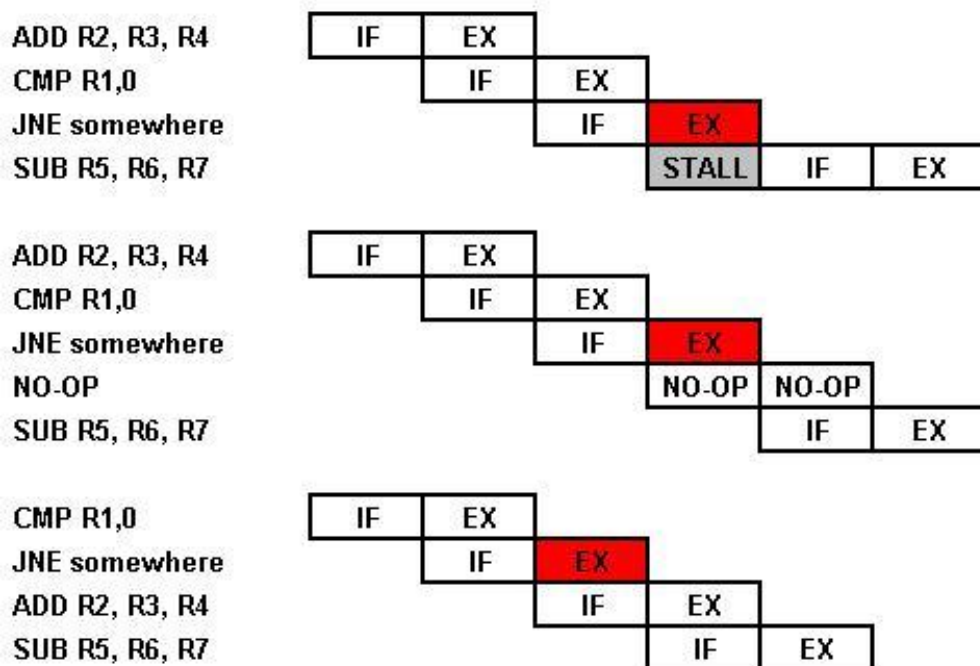 ADD R2, R3, R4 IF EX
CMP R1,0 IF EX
JNE somewhere IF EX
SUB R5, R6, R7 STALL IF EX
ADD R2, R3, R4 IF EX
CMP R1,0 IF EX
JNE somewhere IF EX
NO-OP NO-OP NO-OP
SUB R5, R6, R7 IF EX
CMP R1,0 IF EX
JNE somewhere IF EX
ADD R2, R3, R4 IF EX
SUB R5, R6, R7 IF EX